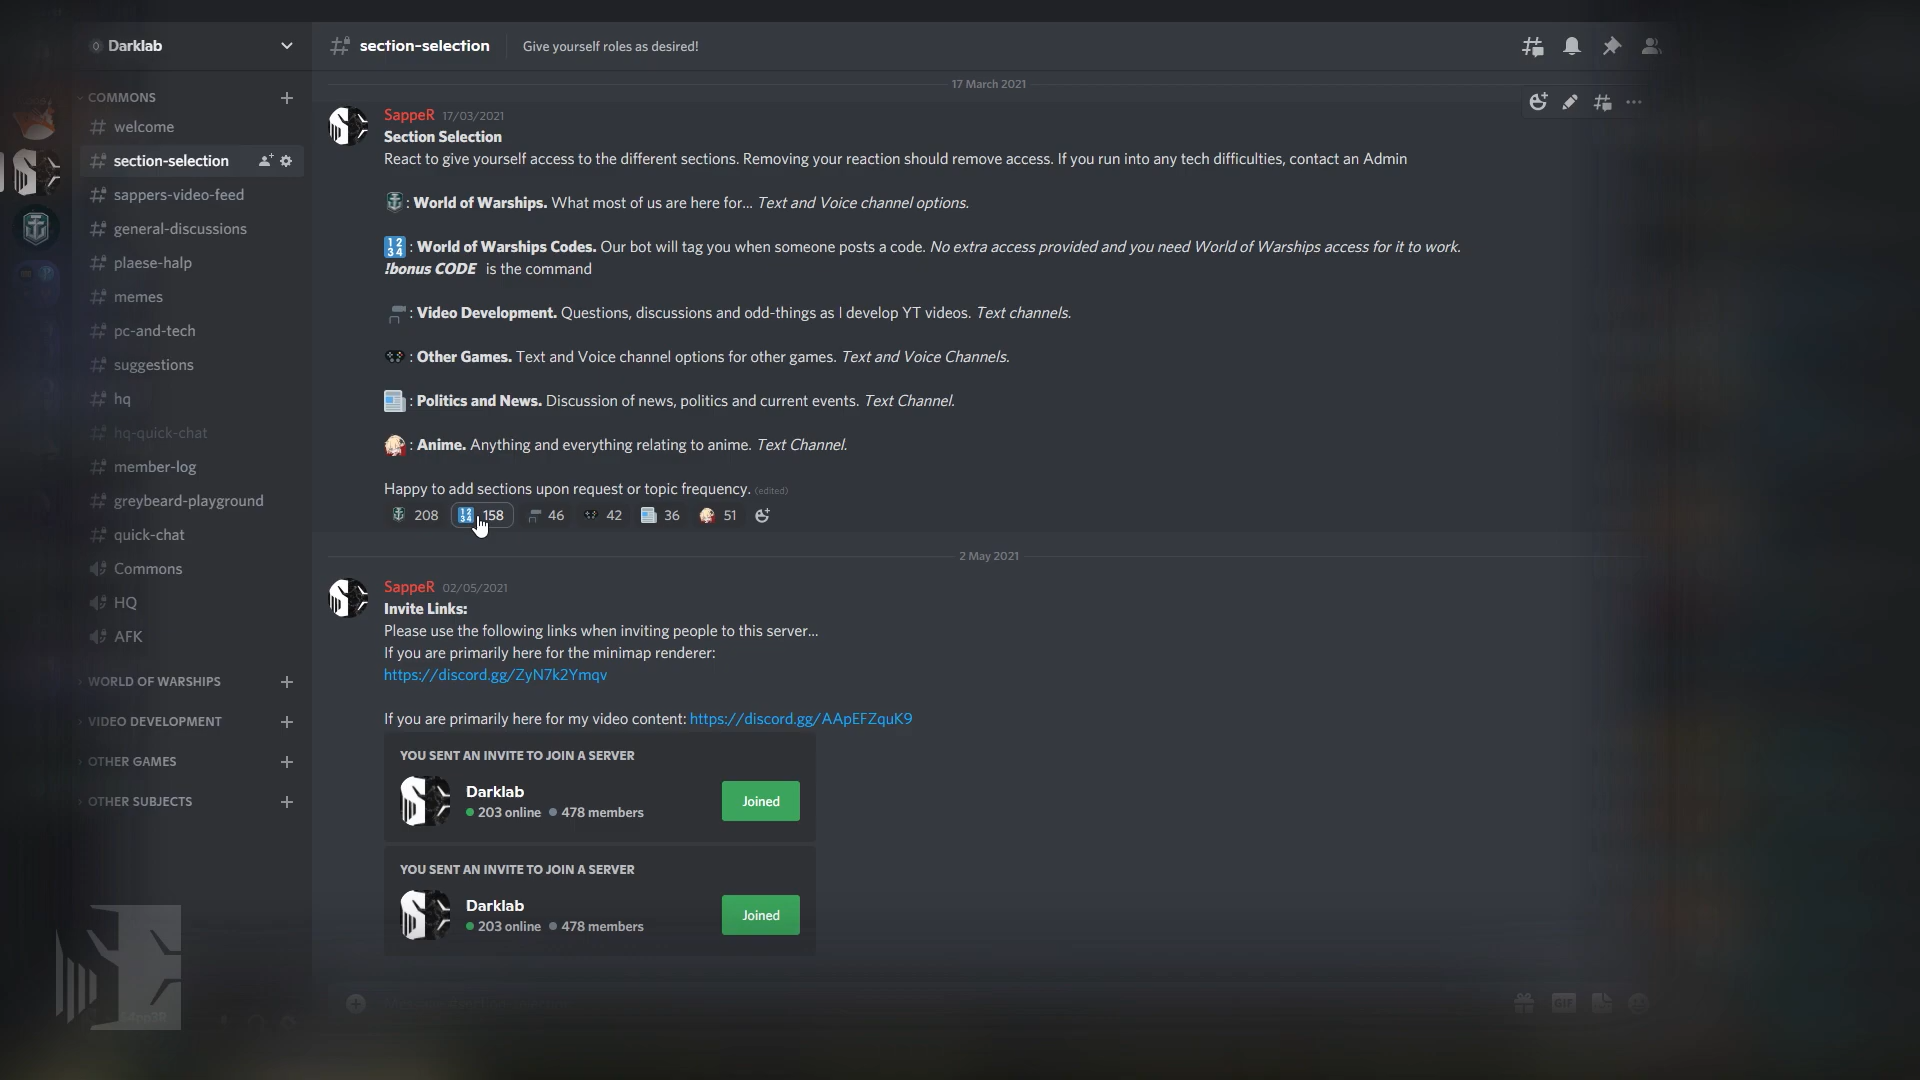 Darklab
section-selection
Give yourself roles as desired!
COMMONS
welcome
section-selection
sappers-video-feed
general-discussions
plaese-halp
memes
pc-and-tech
suggestions
hq
hq-quick-chat
member-log
greybeard-playground
quick-chat
Commons
HQ
AFK
WORLD OF WARSHIPS
VIDEO DEVELOPMENT
OTHER GAMES
OTHER SUBJECTS
17 March 2021
SappeR 17/03/2021
Section Selection
React to give yourself access to the different sections. Removing your reaction should remove access. If you run into any tech difficulties, contact an Admin
: World of Warships. What most of us are here for... Text and Voice channel options.
1234 : World of Warships Codes. Our bot will tag you when someone posts a code. No extra access provided and you need World of Warships access for it to work.
!bonus CODE is the command
: Video Development. Questions, discussions and odd-things as I develop YT videos. Text channels.
: Other Games. Text and Voice channel options for other games. Text and Voice Channels.
: Politics and News. Discussion of news, politics and current events. Text Channel.
: Anime. Anything and everything relating to anime. Text Channel.
Happy to add sections upon request or topic frequency. (edited)
208 1234 158 46 42 36 51
2 May 2021
SappeR 02/05/2021
Invite Links:
Please use the following links when inviting people to this server...
If you are primarily here for the minimap renderer:
https://discord.gg/ZyN7k2Ymqv
If you are primarily here for my video content: https://discord.gg/AApEFZquK9
YOU SENT AN INVITE TO JOIN A SERVER
Darklab
203 online 478 members
Joined
YOU SENT AN INVITE TO JOIN A SERVER
Darklab
203 online 478 members
Joined
GIF